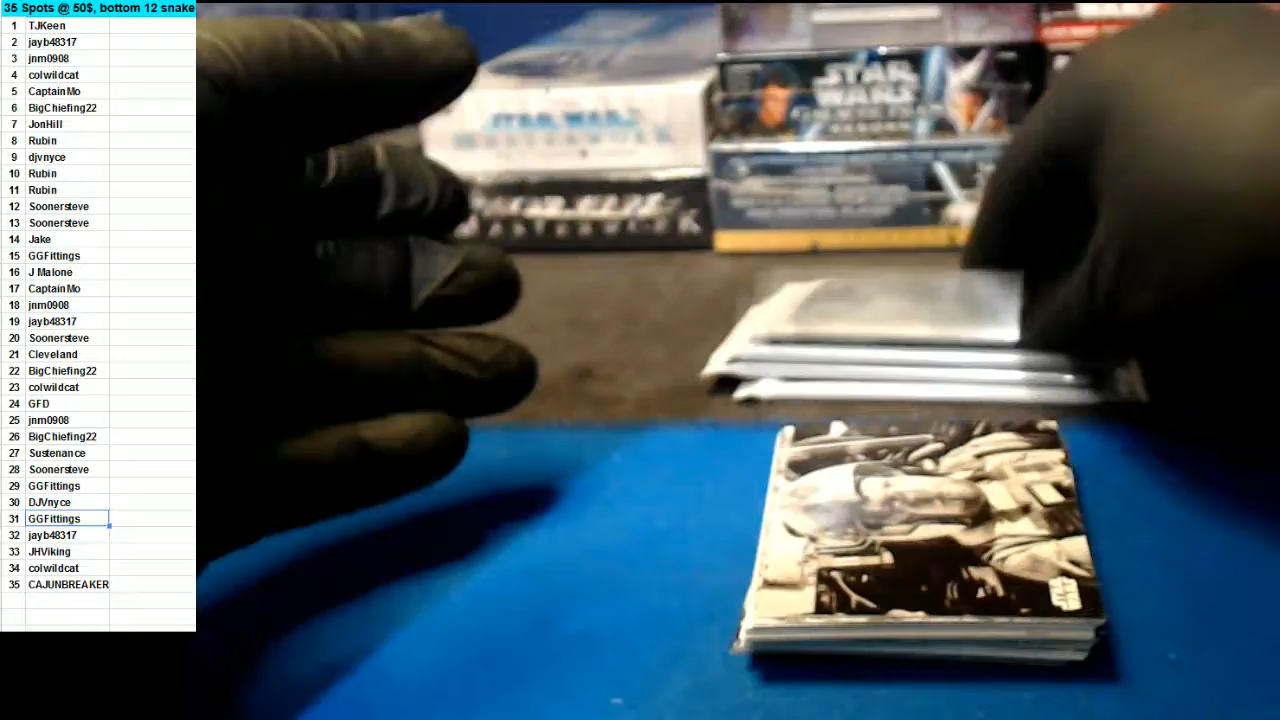 35 Spots @ 50$, bottom 12 snake
1 TJKeen
2 jayb48317
3 jnm0908
4 colwildcat
5 CaptainMo
6 BigChiefing22
7 JonHill
8 Rubin
9 djvnyce
10 Rubin
11 Rubin
12 Soonersteve
13 Soonersteve
14 Jake
15 GGFittings
16 J Malone
17 CaptainMo
18 jnm0908
19 jayb48317
20 Soonersteve
21 Cleveland
22 BigChiefing22
23 colwildcat
24 GFD
25 jnm0908
26 BigChiefing22
27 Sustenance
28 Soonersteve
29 GGFittings
30 DJVnyce
31 GGFittings
32 jayb48317
33 JHViking
34 colwildcat
35 CAJUNBREAKER
STAR WARS
MASTERWORK
STAR WARS
MASTERWORK
STAR
WARS